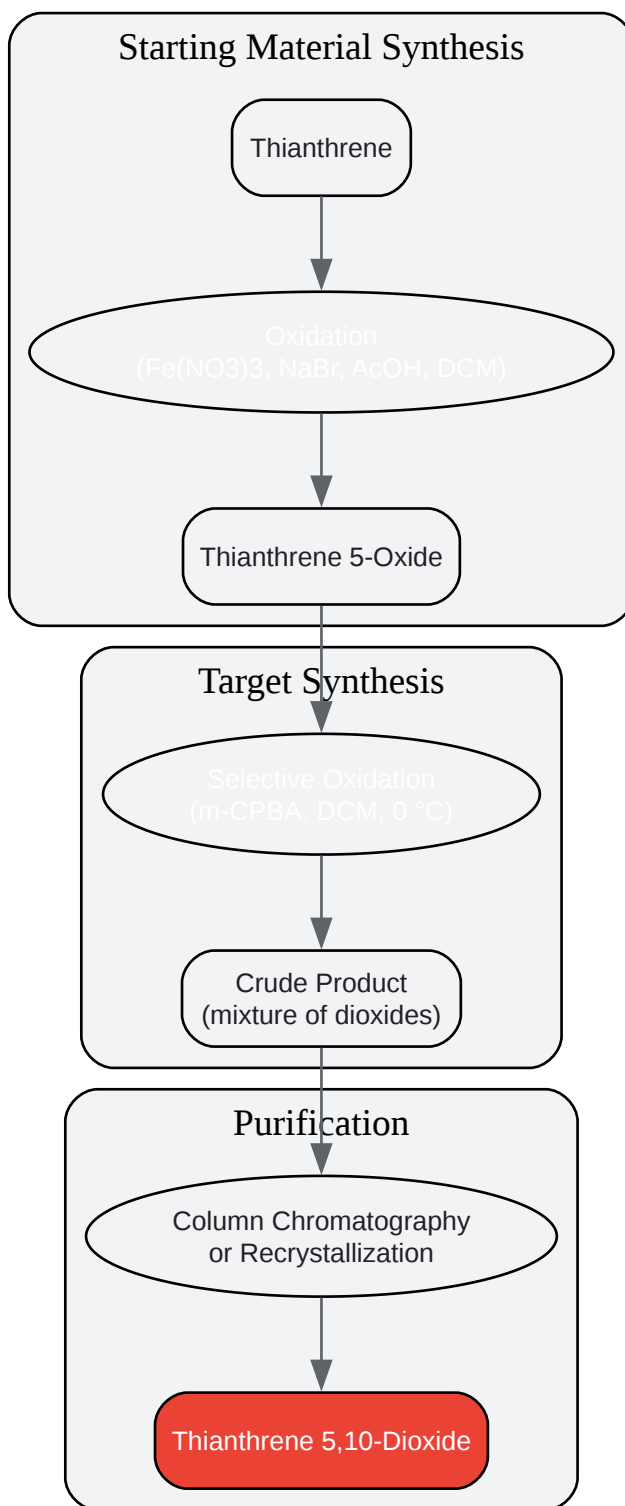 Starting Material Synthesis
Thianthrene
Oxidation
(Fe(NO3)3, NaBr, AcOH, DCM)
Thianthrene 5-Oxide
Target Synthesis
Selective Oxidation
(m-CPBA, DCM, 0 °C)
Crude Product
(mixture of dioxides)
Purification
Column Chromatography
or Recrystallization
Thianthrene 5,10-Dioxide